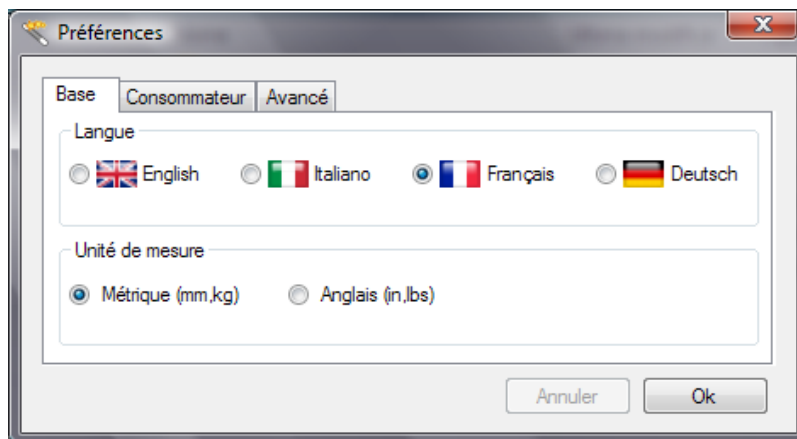 Préférences
Base Consommateur Avancé
Langue
English Italiano Français Deutsch
Unité de mesure
Métrique (mm,kg) Anglais (in,lbs)
Annuler Ok